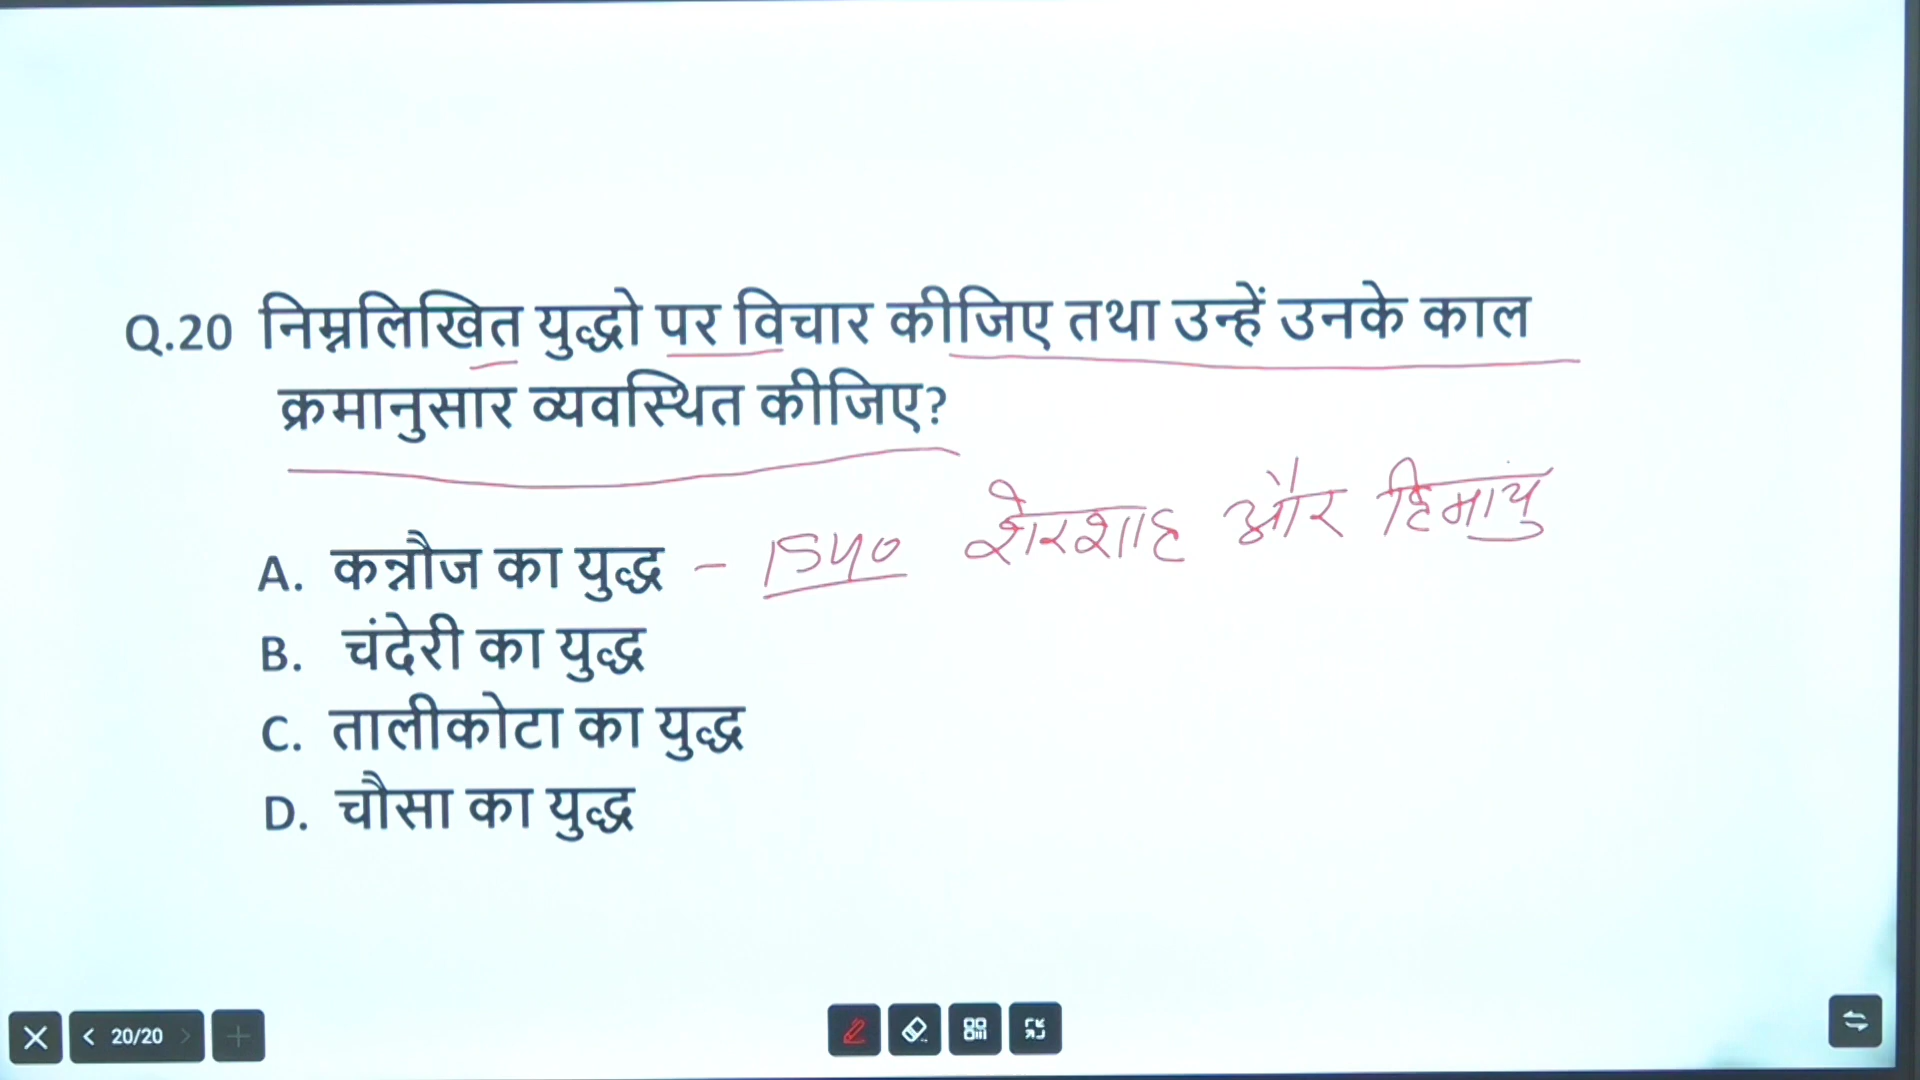 Q.20 निम्नलिखित युद्धो पर विचार कीजिए तथा उन्हें उनके काल
क्रमानुसार व्यवस्थित कीजिए?
A. कन्नौज का युद्ध - 1540 शेरशाह और हिमायु
B. चंदेरी का युद्ध
C. तालीकोटा का युद्ध
D. चौसा का युद्ध
20/20